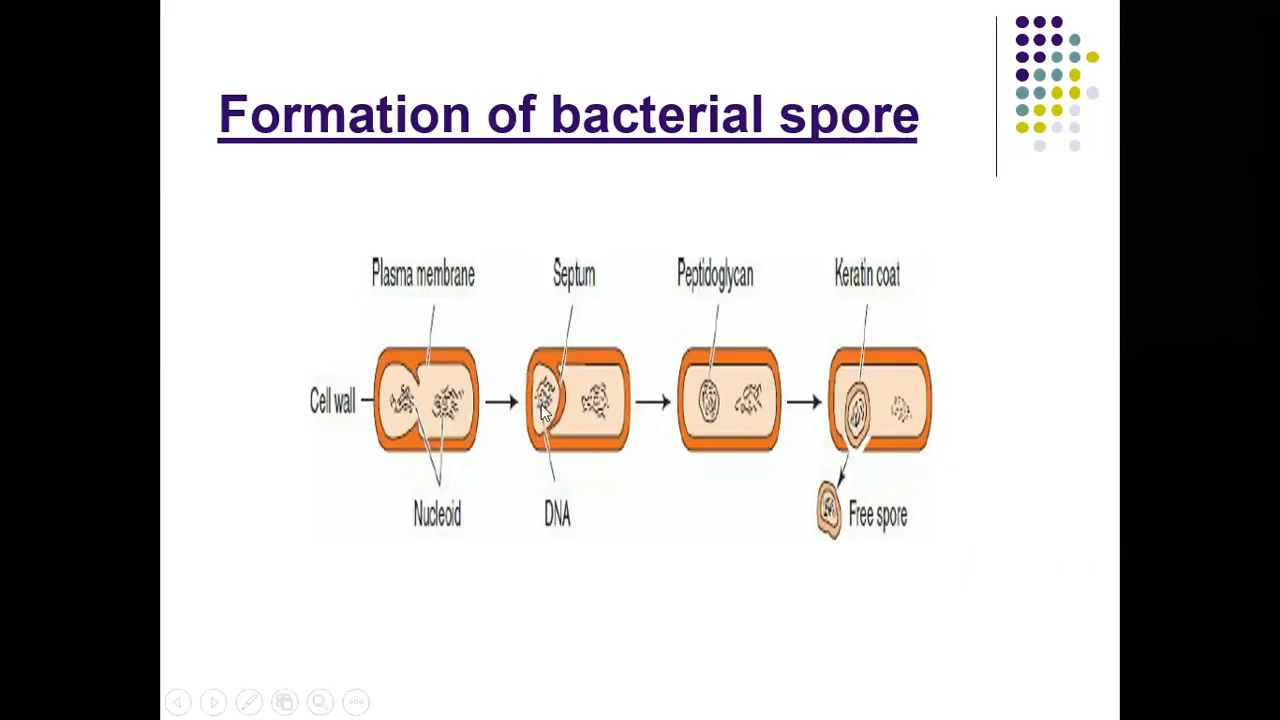 Formation of bacterial spore
Plasma membrane
Septum
Peptidoglycan
Keratin coat
Cell wall
Nucleoid
DNA
Free spore